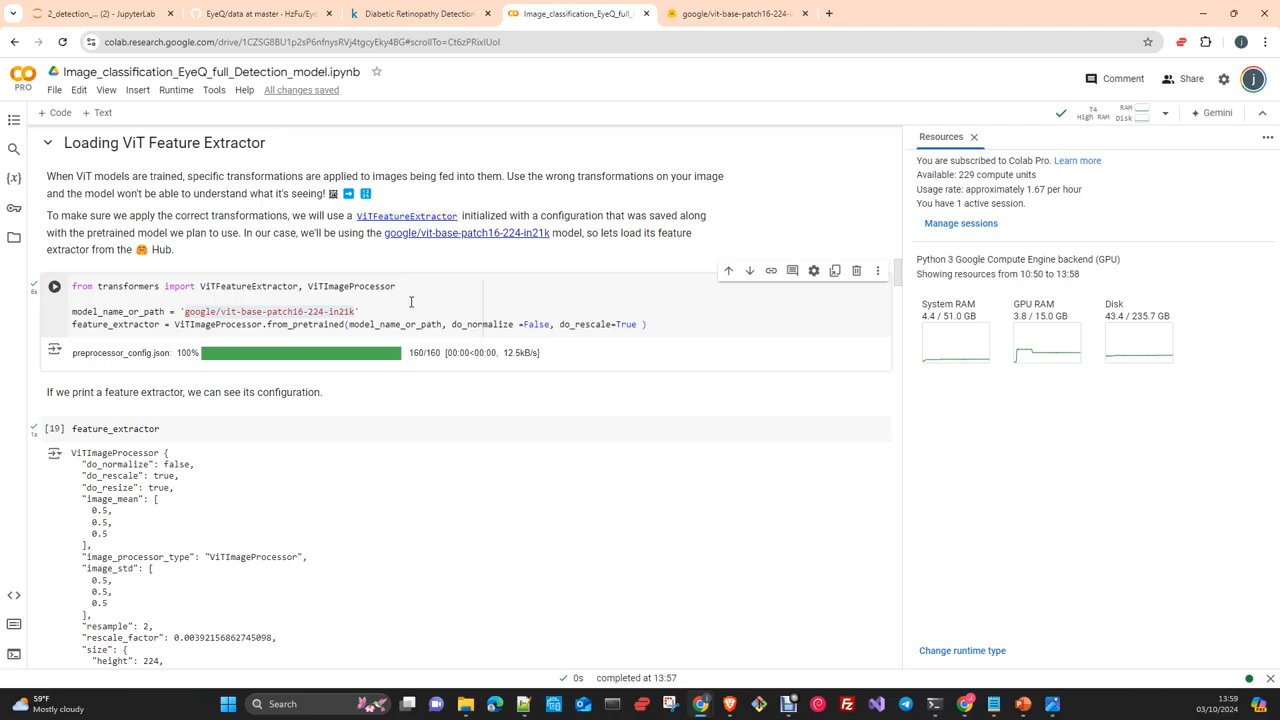 2_detection_... (2) - JupyterLab
EyeQ/data at master · HzFu/Eye
Diabetic Retinopathy Detection
Image_classification_EyeQ_full_
google/vit-base-patch16-224-in
colab.research.google.com/drive/1CZSG8BU1p2sP6nfnysRVj4tgcyEky4BG#scrollTo=Ct6zPRixIUoI
CO
PRO
Image_classification_EyeQ_full_Detection_model.ipynb
Comment
Share
j
File Edit View Insert Runtime Tools Help All changes saved
+ Code + Text
T4
High RAM
RAM
Disk
Gemini
Loading ViT Feature Extractor
When ViT models are trained, specific transformations are applied to images being fed into them. Use the wrong transformations on your image
and the model won't be able to understand what it's seeing! 🖼 ➡️ 🔢
To make sure we apply the correct transformations, we will use a ViTFeatureExtractor initialized with a configuration that was saved along
with the pretrained model we plan to use. In our case, we'll be using the google/vit-base-patch16-224-in21k model, so lets load its feature
extractor from the 🤗 Hub.
8s
from transformers import ViTFeatureExtractor, ViTImageProcessor
model_name_or_path = 'google/vit-base-patch16-224-in21k'
feature_extractor = ViTImageProcessor.from_pretrained(model_name_or_path, do_normalize =False, do_rescale=True )
preprocessor_config.json: 100% 160/160 [00:00<00:00, 12.5kB/s]
If we print a feature extractor, we can see its configuration.
1s
[19] feature_extractor
ViTImageProcessor {
"do_normalize": false,
"do_rescale": true,
"do_resize": true,
"image_mean": [
0.5,
0.5,
0.5
],
"image_processor_type": "ViTImageProcessor",
"image_std": [
0.5,
0.5,
0.5
],
"resample": 2,
"rescale_factor": 0.00392156862745098,
"size": {
"height": 224,
Resources
You are subscribed to Colab Pro. Learn more
Available: 229 compute units
Usage rate: approximately 1.67 per hour
You have 1 active session.
Manage sessions
Python 3 Google Compute Engine backend (GPU)
Showing resources from 10:50 to 13:58
System RAM
4.4 / 51.0 GB
GPU RAM
3.8 / 15.0 GB
Disk
43.4 / 235.7 GB
Change runtime type
0s completed at 13:57
59°F
Mostly cloudy
Search
13:59
03/10/2024